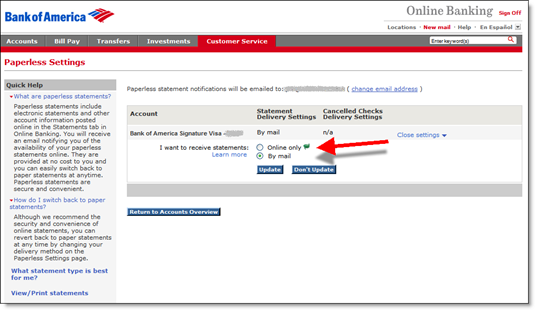 Bank of America
Online Banking Sign Off
Locations • New mail • Help • En Español
Accounts Bill Pay Transfers Investments Customer Service
Enter keyword(s)
Paperless Settings
Quick Help
What are paperless statements?
Paperless statements include
electronic statements and other
account information posted
online in the Statements tab in
Online Banking. You will receive
an email notifying you of the
availability of your paperless
statements online. They are
provided at no cost to you and
you can easily switch back to
paper statements at anytime.
Paperless statements are
secure and convenient.
How do I switch back to paper
statements?
Although we recommend the
security and convenience of
online statements, you can
revert back to paper statements
at any time by changing your
delivery method on the
Paperless Settings page.
What statement type is best
for me?
View/Print statements
Paperless statement notifications will be emailed to: ( change email address )
Account Statement Delivery Settings Cancelled Checks Delivery Settings
Bank of America Signature Visa - By mail n/a Close settings
I want to receive statements: Online only
Learn more By mail
Update Don't Update
Return to Accounts Overview